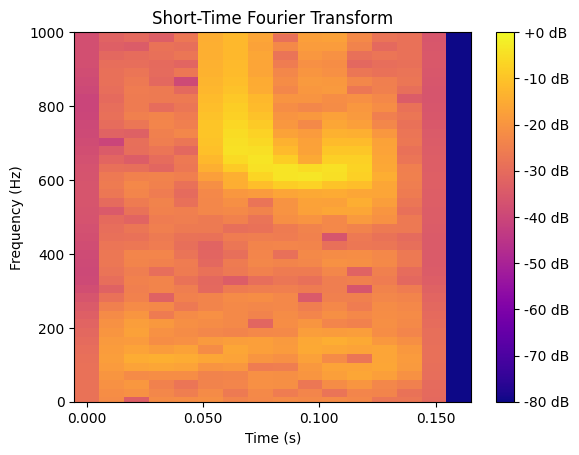 Short-Time Fourier Transform
Frequency (Hz)
1000
800
600
400
200
0
0.000
0.050
0.100
0.150
Time (s)
+0 dB
-10 dB
-20 dB
-30 dB
-40 dB
-50 dB
-60 dB
-70 dB
-80 dB